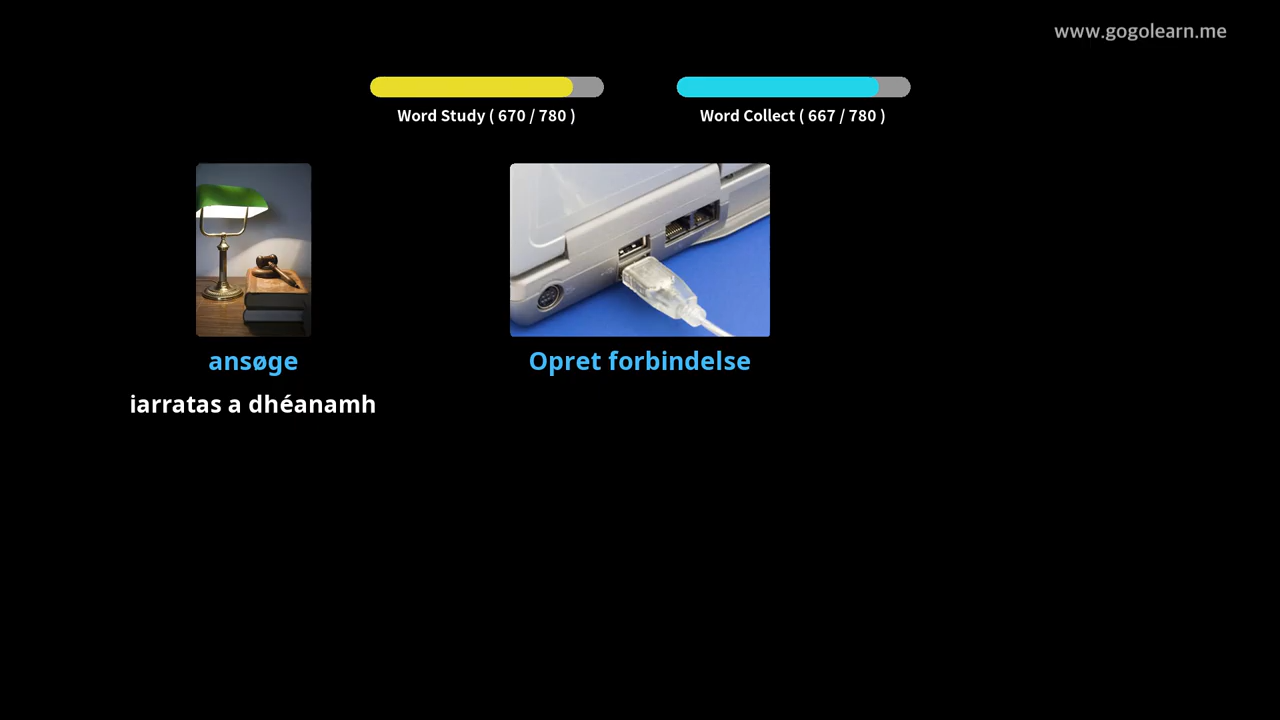 www.gogolearn.me
Word Study ( 670 / 780 )
Word Collect ( 667 / 780 )
ansøge
Opret forbindelse
iarratas a dhéanamh